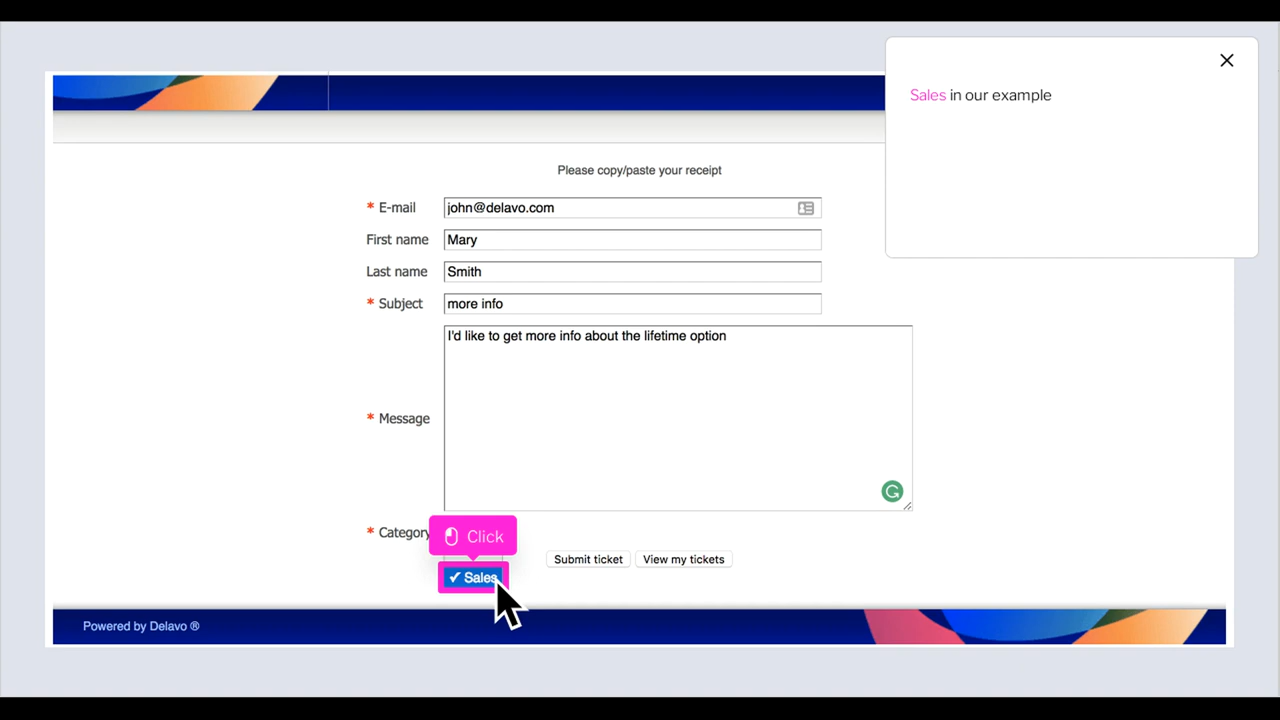 Sales in our example
Please copy/paste your receipt
* E-mail john@delavo.com
First name Mary
Last name Smith
* Subject more info
I'd like to get more info about the lifetime option
* Message
* Category
Click
Submit ticket View my tickets
✓ Sales
Powered by Delavo ®